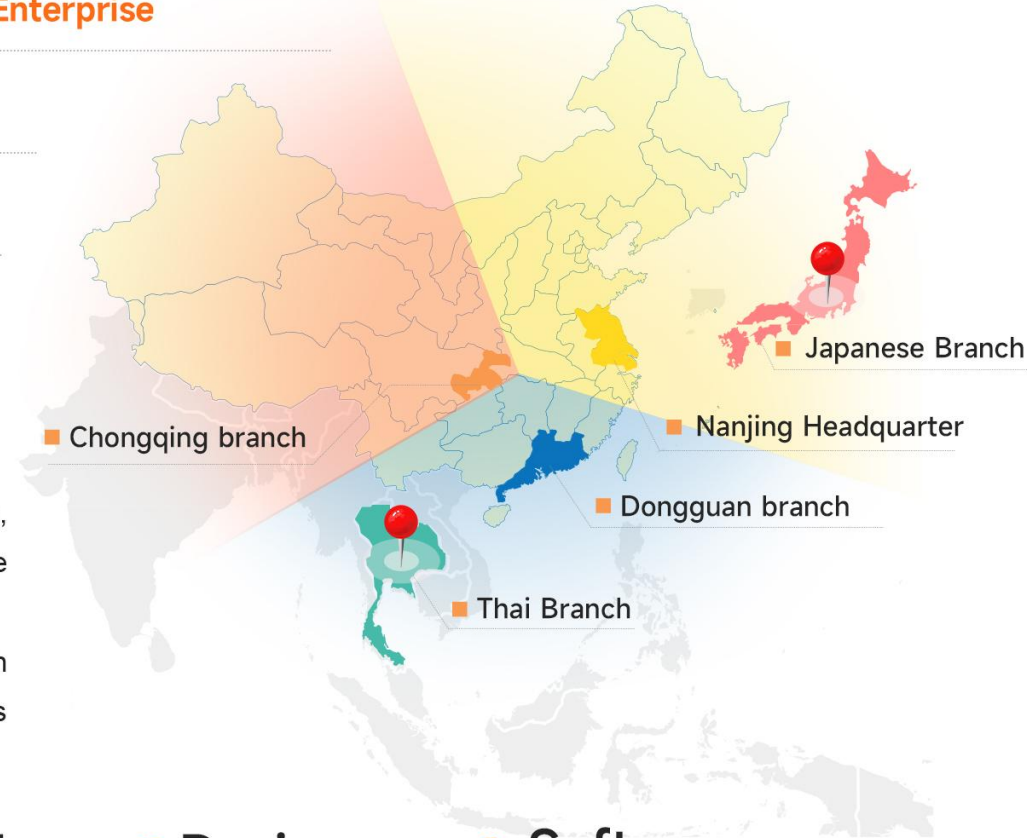 Enterprise
Japanese Branch
Nanjing Headquarter
Chongqing branch
Dongguan branch
,
e
Thai Branch
n
s